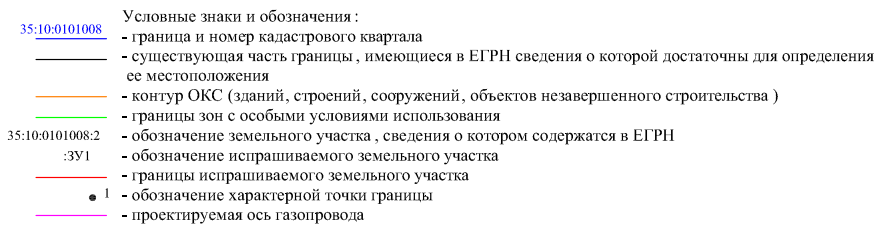 Условные знаки и обозначения :
35:10:0101008 - граница и номер кадастрового квартала
- существующая часть границы , имеющиеся в ЕГРН сведения о которой достаточны для определения
ее местоположения
- контур ОКС (зданий, строений, сооружений, объектов незавершенного строительства )
- границы зон с особыми условиями использования
35:10:0101008:2 - обозначение земельного участка , сведения о котором содержатся в ЕГРН
:ЗУ1 - обозначение испрашиваемого земельного участка
- границы испрашиваемого земельного участка
1 - обозначение характерной точки границы
- проектируемая ось газопровода